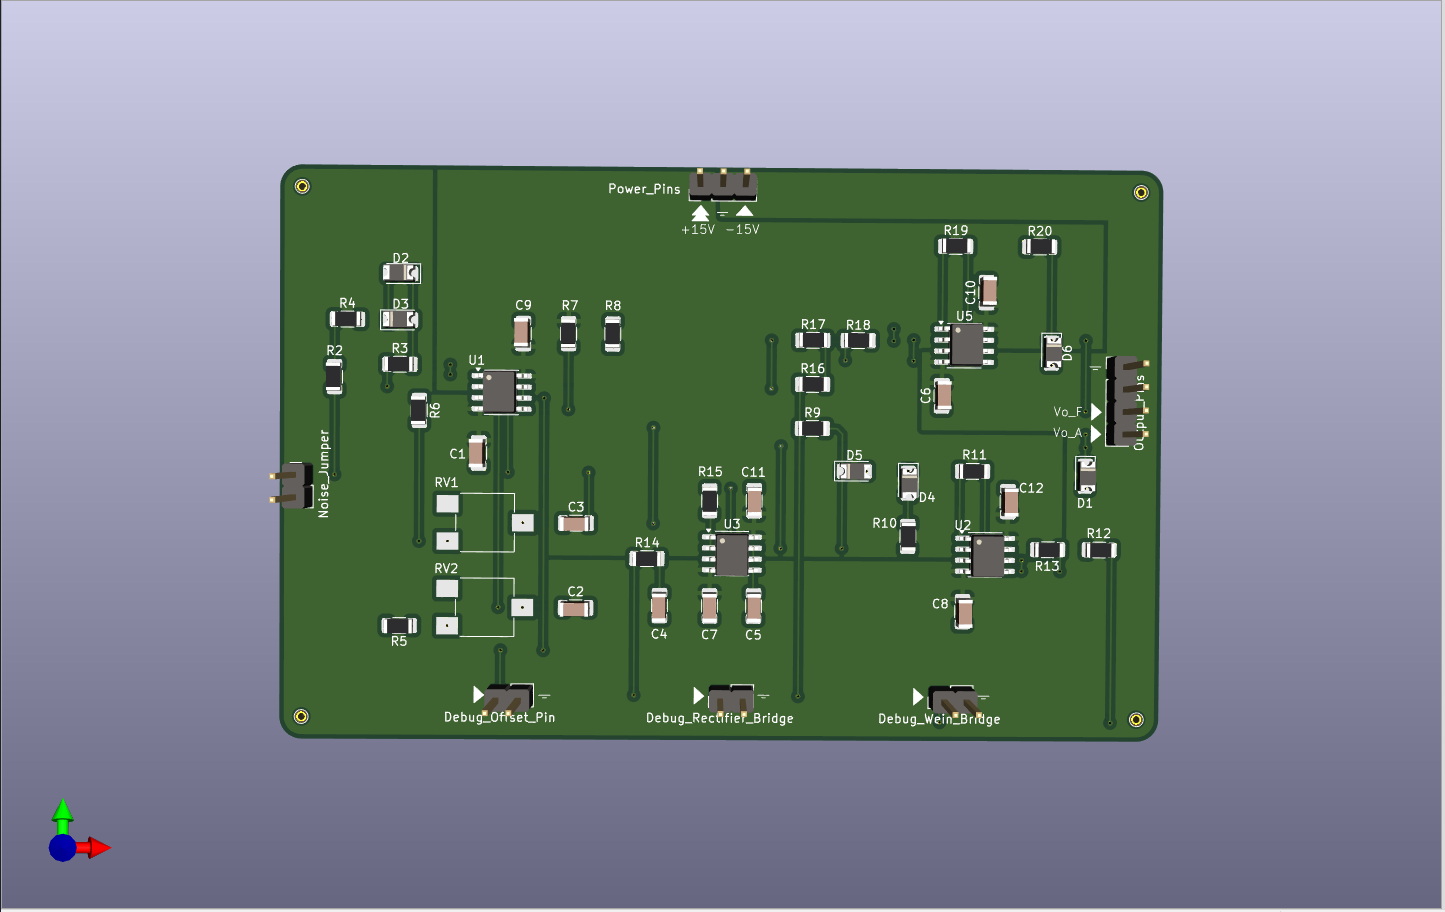 Power_Pins
+15V -15V
R19
R20
D2
C10
R4
D3
C9
R7
R8
U5
R17
R18
R2
R3
D6
U1
R16
C6
R6
R9
Vo_F
Vo_A
Output_Pins
Noise_Jumper
C1
D5
R11
R15
C11
RV1
D4
C12
D1
C3
R10
U3
U2
R14
R12
R13
RV2
C2
C8
R5
C4
C7
C5
Debug_Offset_Pin
Debug_Rectifier_Bridge
Debug_Wein_Bridge